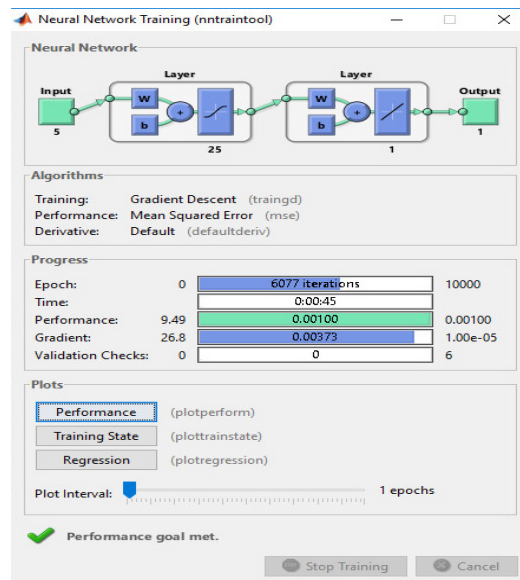 Neural Network Training (nntraintool)
Neural Network
Layer Layer
Input Output
W W
b b
+ +
5 25 1 1
Algorithms
Training: Gradient Descent (traingd)
Performance: Mean Squared Error (mse)
Derivative: Default (defaultderiv)
Progress
Epoch: 0 6077 iterations 10000
Time: 0:00:45
Performance: 9.49 0.00100 0.00100
Gradient: 26.8 0.00373 1.00e-05
Validation Checks: 0 0 6
Plots
Performance (plotperform)
Training State (plottrainstate)
Regression (plotregression)
Plot Interval: 1 epochs
Performance goal met.
Stop Training Cancel